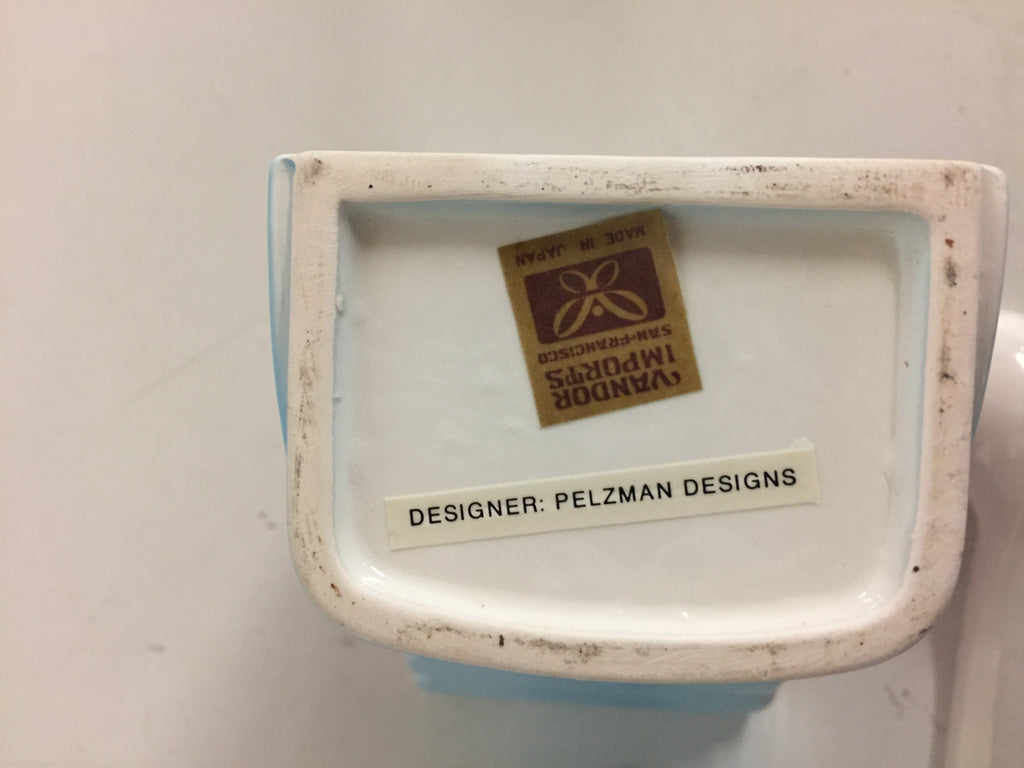 VANDOR
IMPORTS
SAN-FRANCISCO
MADE IN JAPAN
DESIGNER: PELZMAN DESIGNS